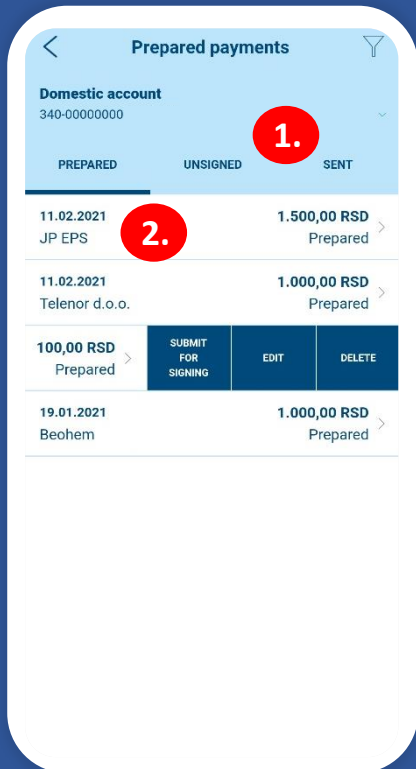 Prepared payments
Domestic account
340-00000000
1.
PREPARED UNSIGNED SENT
11.02.2021 1.500,00 RSD
JP EPS 2. Prepared
11.02.2021 1.000,00 RSD
Telenor d.o.o. Prepared
100,00 RSD
Prepared
SUBMIT
FOR
SIGNING
EDIT
DELETE
19.01.2021 1.000,00 RSD
Beohem Prepared